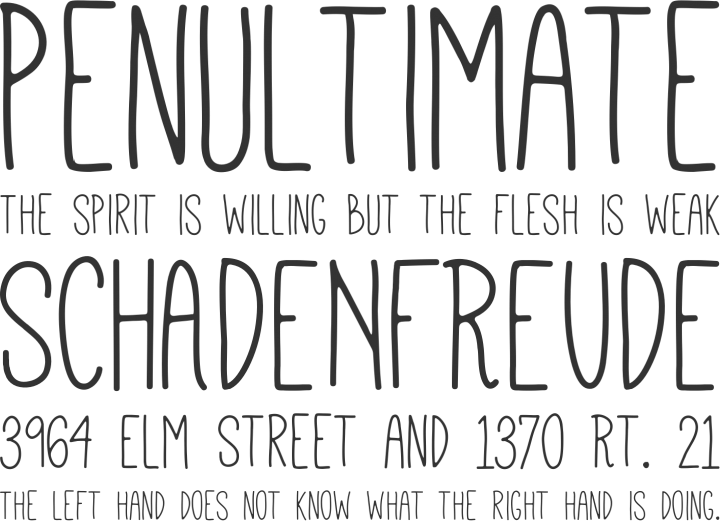 PENULTIMATE
THE SPIRIT IS WILLING BUT THE FLESH IS WEAK
SCHADENFREUDE
3964 ELM STREET AND 1370 RT. 21
THE LEFT HAND DOES NOT KNOW WHAT THE RIGHT HAND IS DOING.